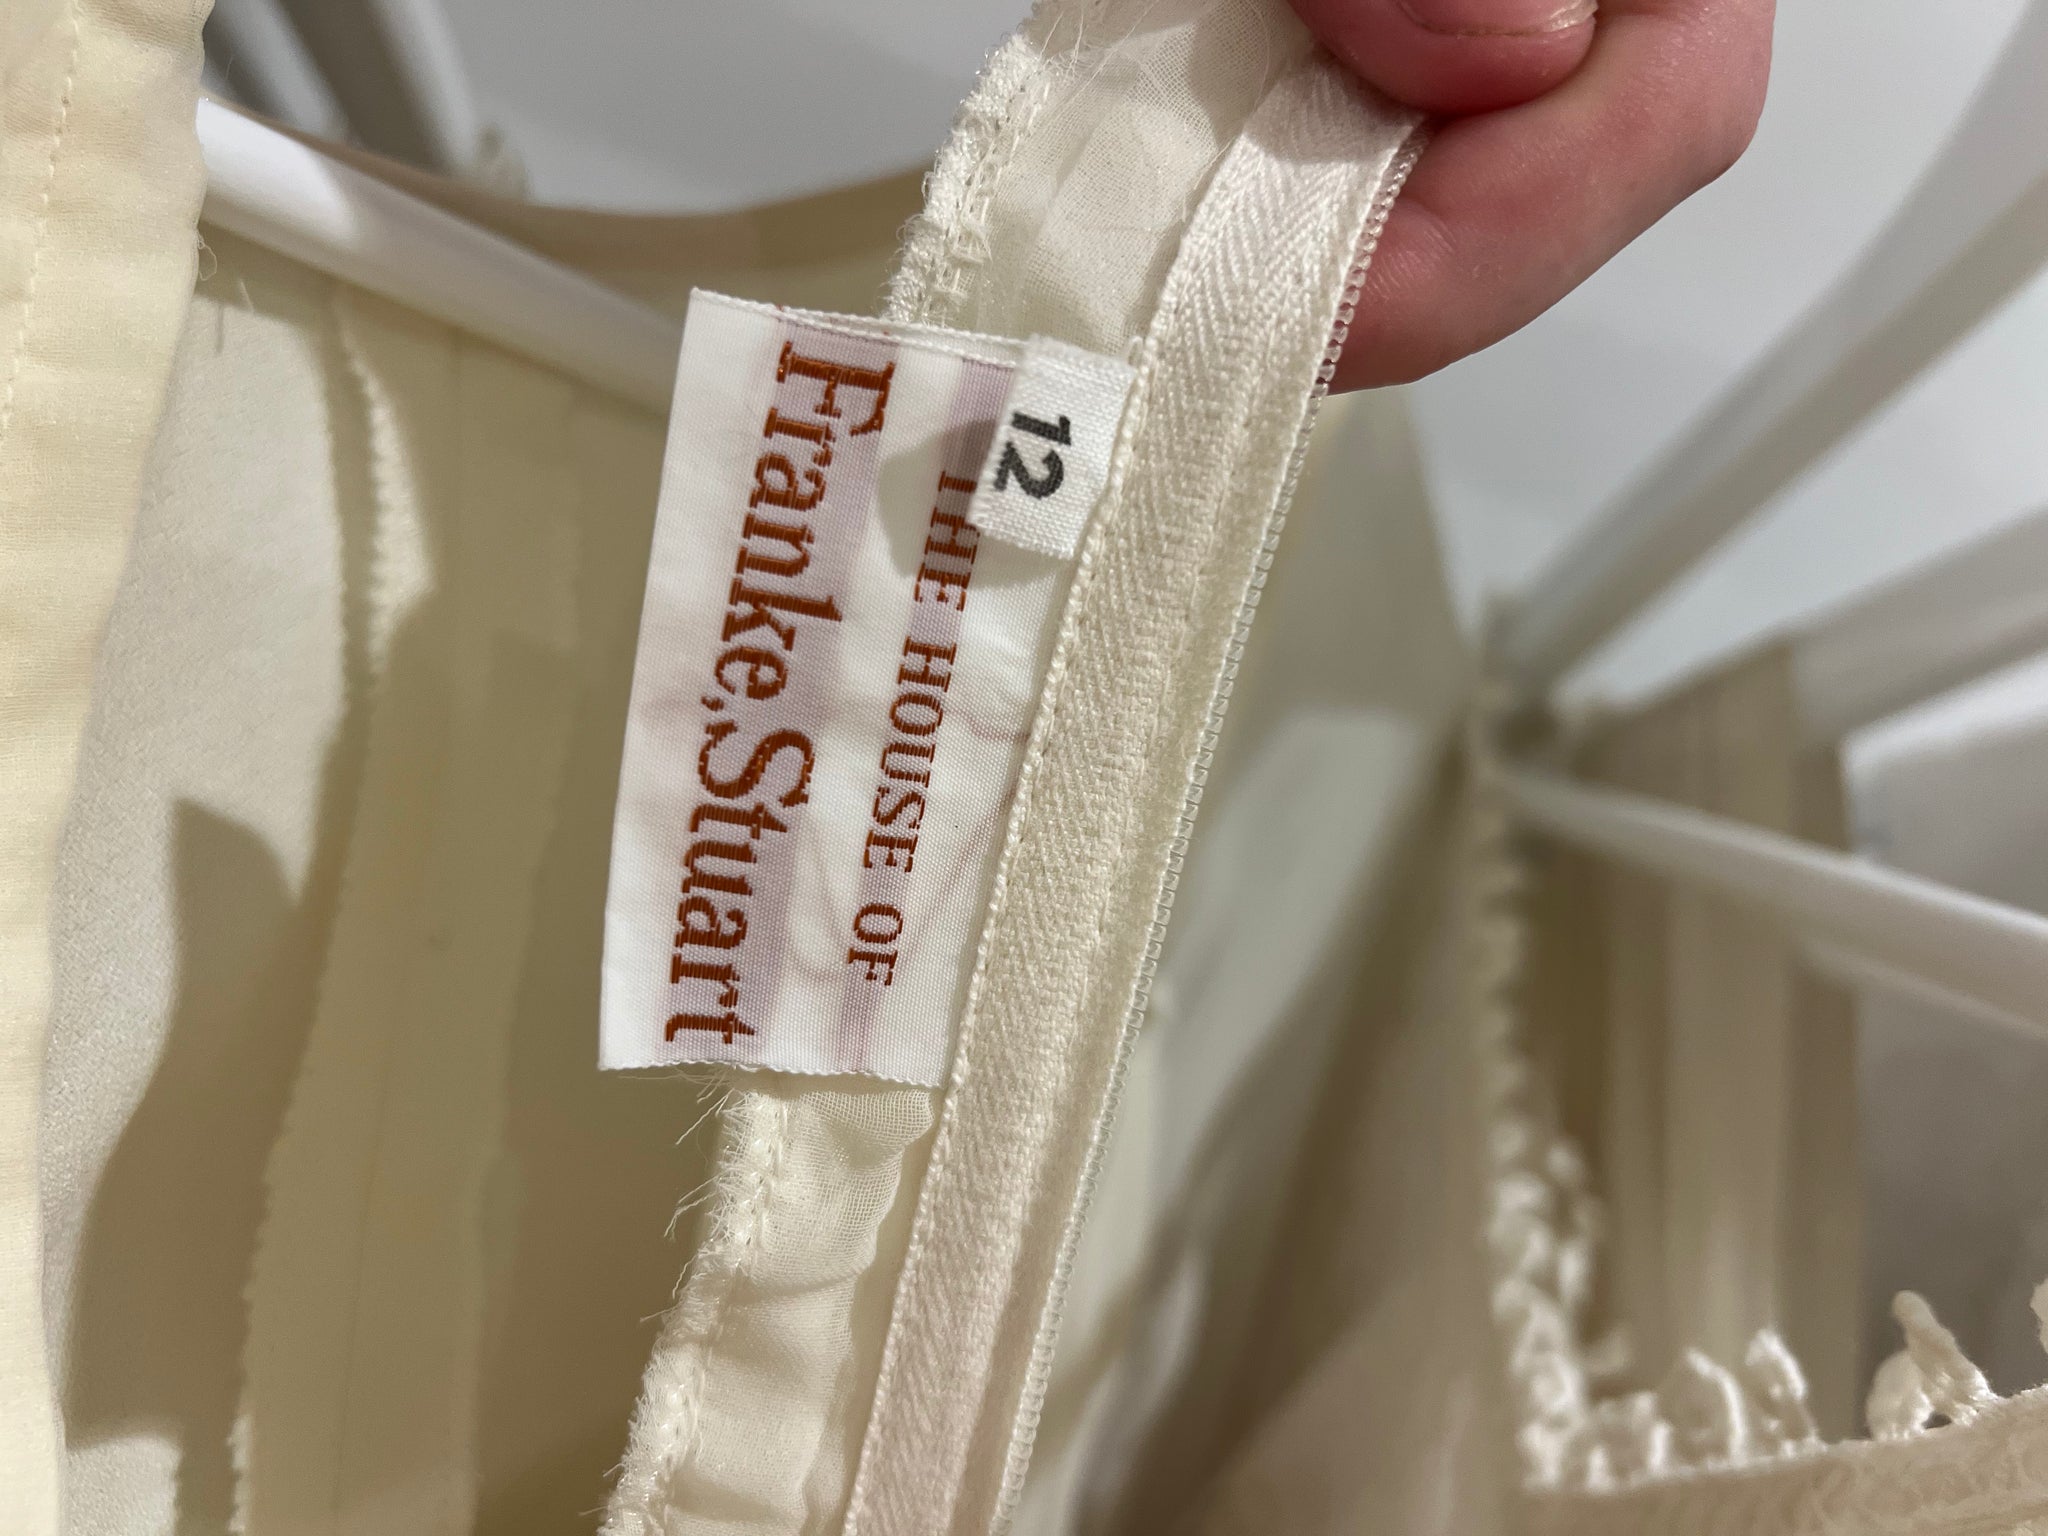 12
THE HOUSE OF
Franke,Stuart